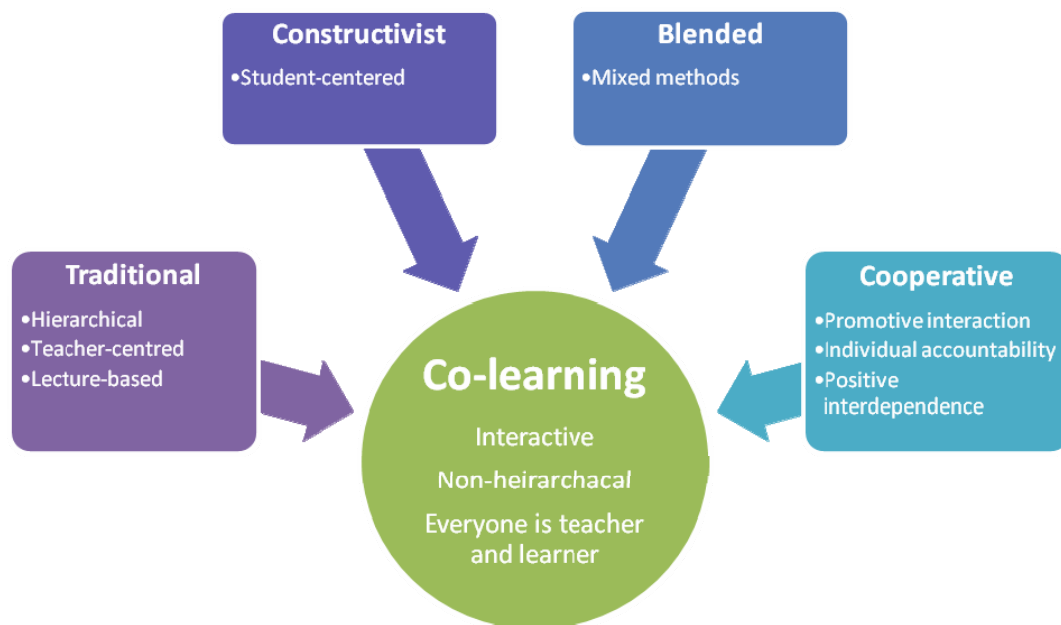 Constructivist
•Student-centered
Blended
•Mixed methods
Traditional
•Hierarchical
•Teacher-centred
•Lecture-based
Cooperative
•Promotive interaction
•Individual accountability
•Positive
interdependence
Co-learning
Interactive
Non-heirarchacal
Everyone is teacher
and learner